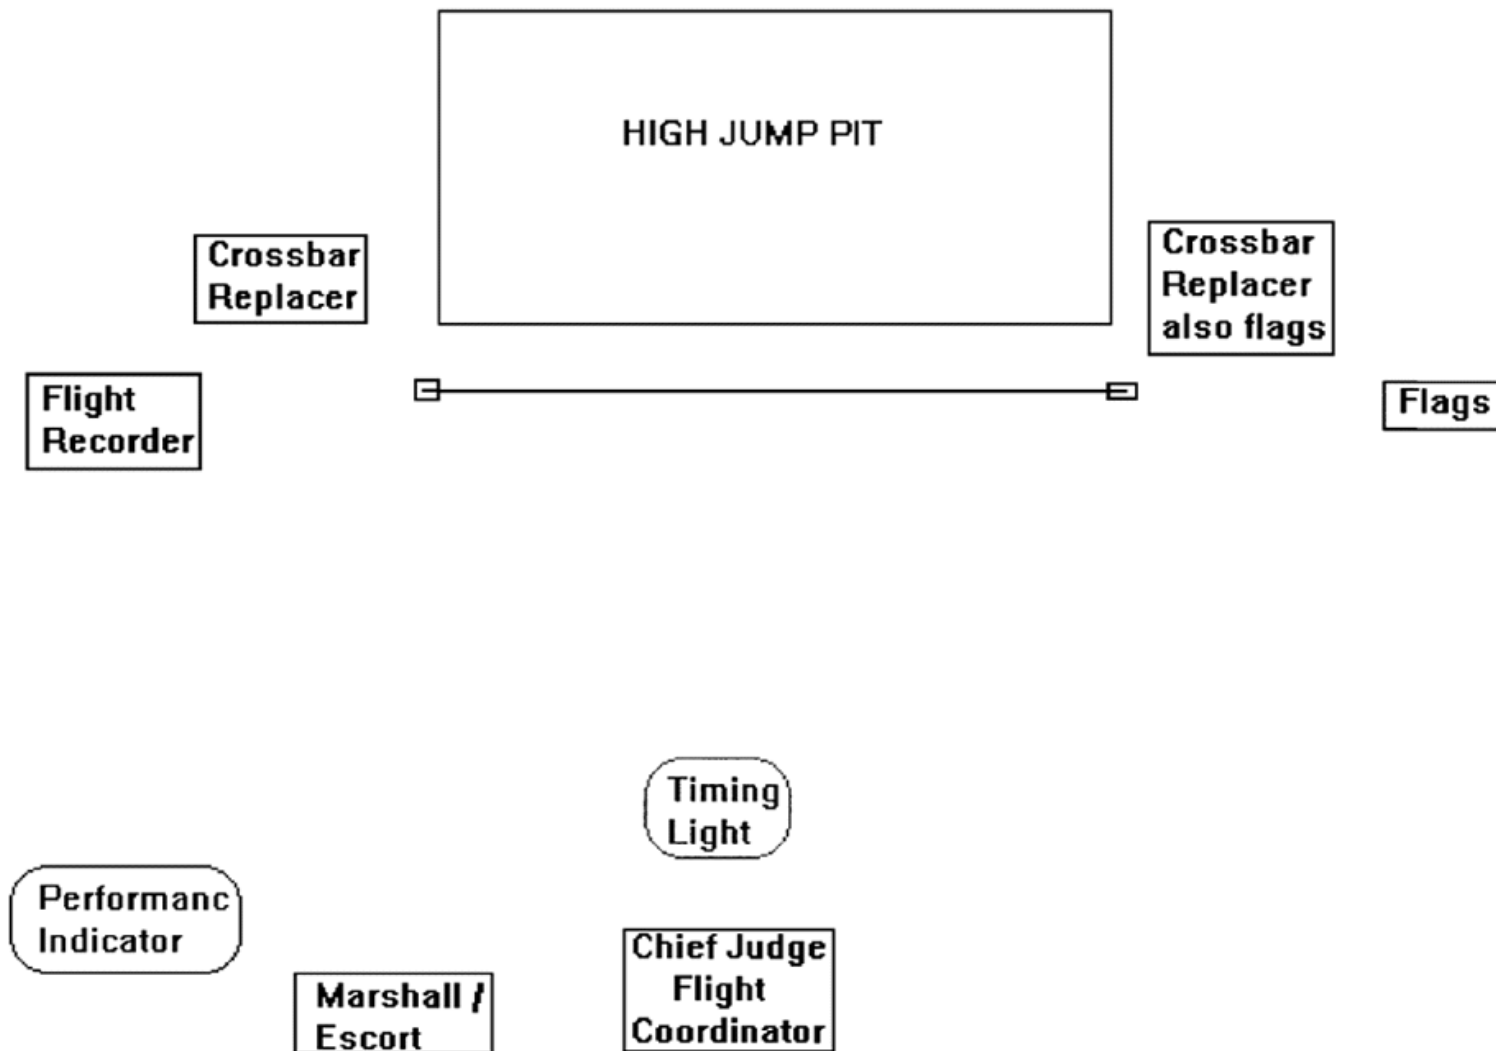 HIGH JUMP PIT
Crossbar
Replacer
Crossbar
Replacer
also flags
Flight
Recorder
Flags
Timing
Light
Performanc
Indicator
Chief Judge
Flight
Coordinator
Marshall /
Escort